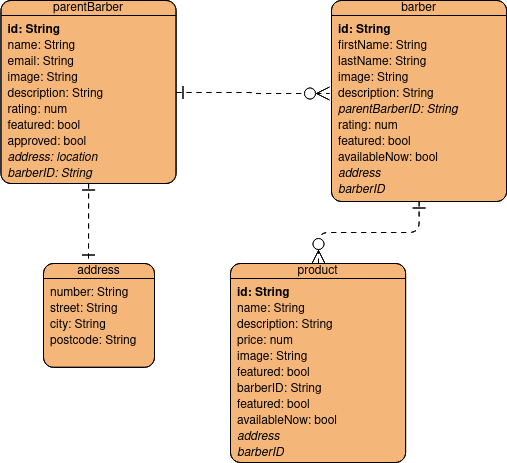 parentBarber
id: String
name: String
email: String
image: String
description: String
rating: num
featured: bool
approved: bool
address: location
barberID: String
barber
id: String
firstName: String
lastName: String
image: String
description: String
parentBarberID: String
rating: num
featured: bool
availableNow: bool
address
barberID
address
number: String
street: String
city: String
postcode: String
product
id: String
name: String
description: String
price: num
image: String
featured: bool
barberID: String
featured: bool
availableNow: bool
address
barberID